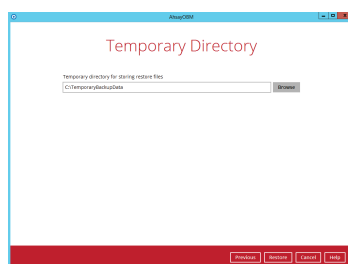 AhsayOBM
Temporary Directory
Temporary directory for storing restore files
C:\TemporaryBackupData
Browse
Previous
Restore
Cancel
Help